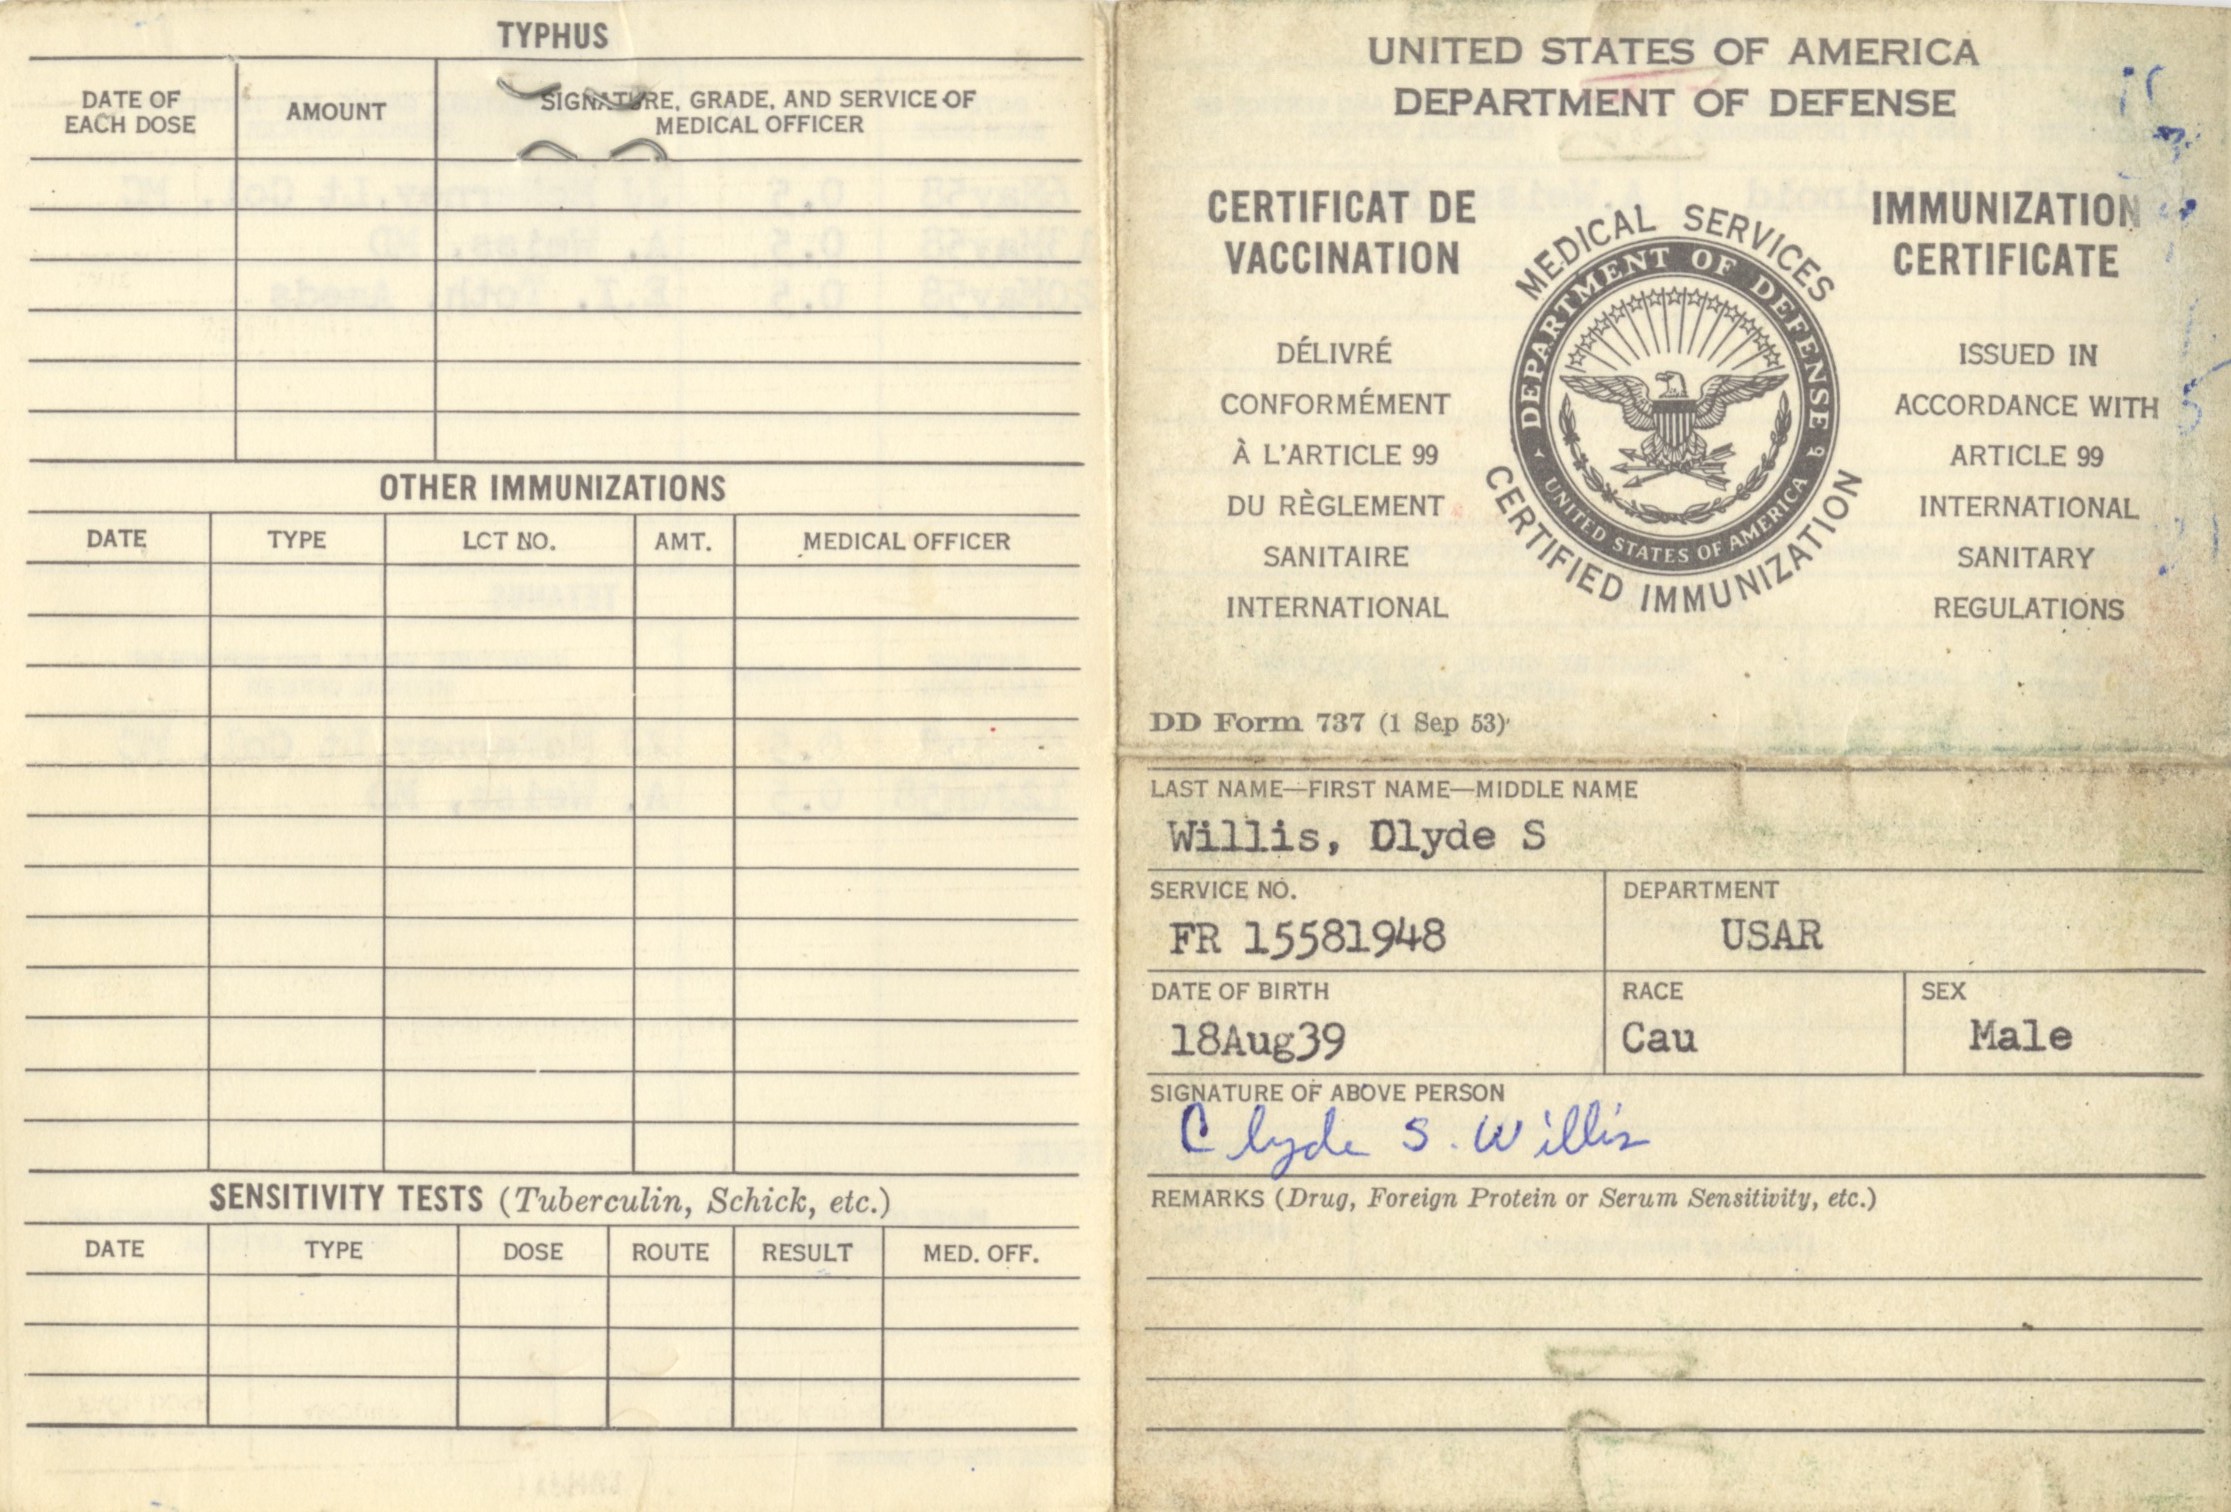 TYPHUS
DATE OF EACH DOSE
AMOUNT
SIGNATURE, GRADE, AND SERVICE OF MEDICAL OFFICER
OTHER IMMUNIZATIONS
DATE TYPE LCT NO. AMT. MEDICAL OFFICER
SENSITIVITY TESTS (Tuberculin, Schick, etc.)
DATE TYPE DOSE ROUTE RESULT MED. OFF.
UNITED STATES OF AMERICA
DEPARTMENT OF DEFENSE
CERTIFICAT DE
VACCINATION
DÉLIVRÉ
CONFORMÉMENT
À L'ARTICLE 99
DU RÈGLEMENT
SANITAIRE
INTERNATIONAL
MEDICAL SERVICES
DEPARTMENT OF DEFENSE
UNITED STATES OF AMERICA
CERTIFIED IMMUNIZATION
IMMUNIZATION
CERTIFICATE
ISSUED IN
ACCORDANCE WITH
ARTICLE 99
INTERNATIONAL
SANITARY
REGULATIONS
DD Form 737 (1 Sep 53)
LAST NAME—FIRST NAME—MIDDLE NAME
Willis, Clyde S
SERVICE NO. DEPARTMENT
FR 15581948 USAR
DATE OF BIRTH RACE SEX
18Aug39 Cau Male
SIGNATURE OF ABOVE PERSON
Clyde S. Willis
REMARKS (Drug, Foreign Protein or Serum Sensitivity, etc.)